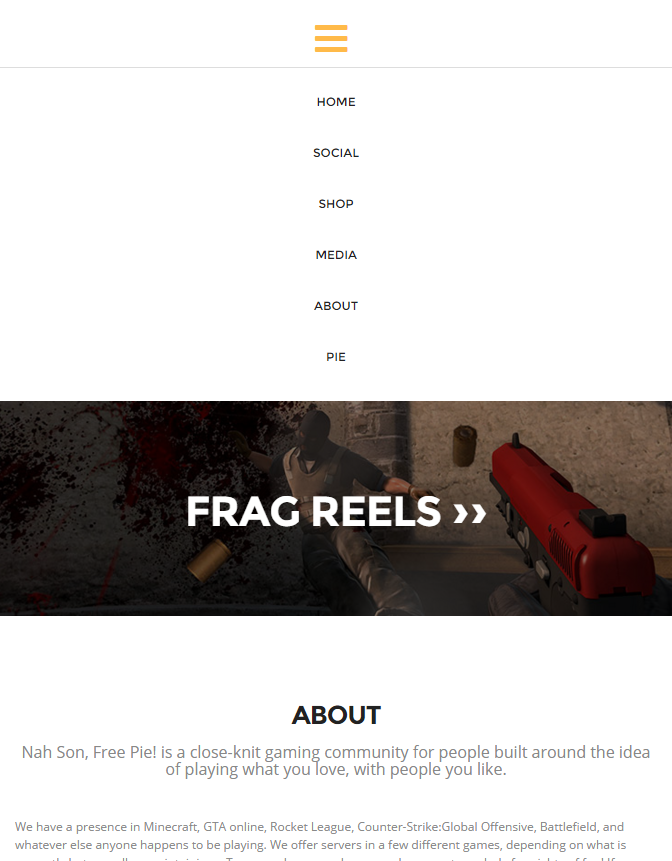 HOME
SOCIAL
SHOP
MEDIA
ABOUT
PIE
FRAG REELS ››
ABOUT
Nah Son, Free Pie! is a close-knit gaming community for people built around the idea
of playing what you love, with people you like.
We have a presence in Minecraft, GTA online, Rocket League, Counter-Strike:Global Offensive, Battlefield, and
whatever else anyone happens to be playing. We offer servers in a few different games, depending on what is